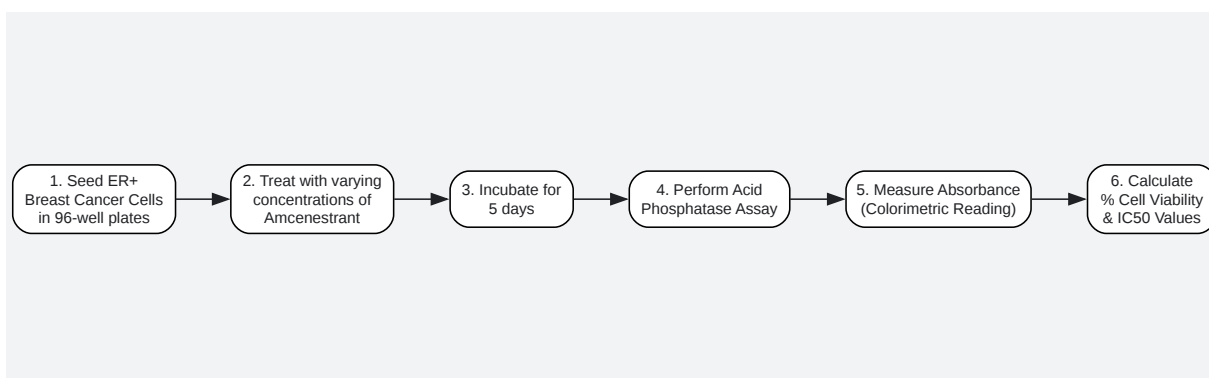 1. Seed ER+
Breast Cancer Cells
in 96-well plates
2. Treat with varying
concentrations of
Amcenestrant
3. Incubate for
5 days
4. Perform Acid
Phosphatase Assay
5. Measure Absorbance
(Colorimetric Reading)
6. Calculate
% Cell Viability
& IC50 Values